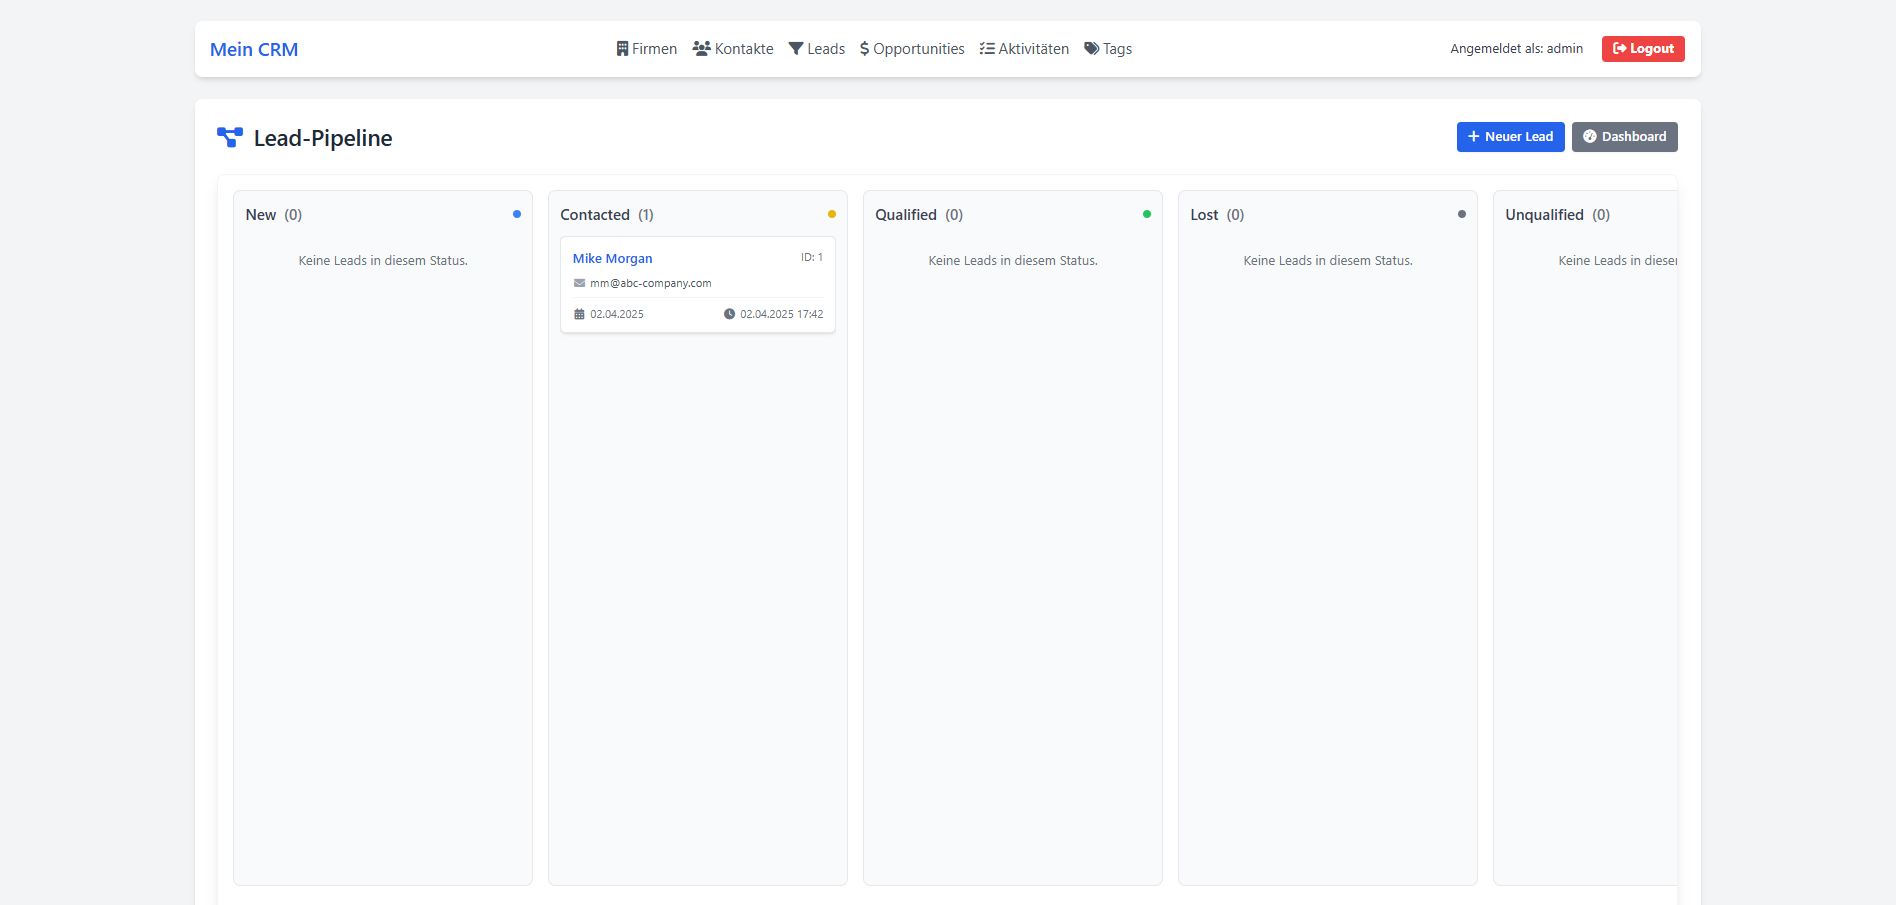 Mein CRM
Firmen Kontakte Leads Opportunities Aktivitäten Tags
Angemeldet als: admin Logout
Lead-Pipeline
Neuer Lead Dashboard
New (0)
Keine Leads in diesem Status.
Contacted (1)
Mike Morgan ID: 1
mm@abc-company.com
02.04.2025 02.04.2025 17:42
Qualified (0)
Keine Leads in diesem Status.
Lost (0)
Keine Leads in diesem Status.
Unqualified (0)
Keine Leads in